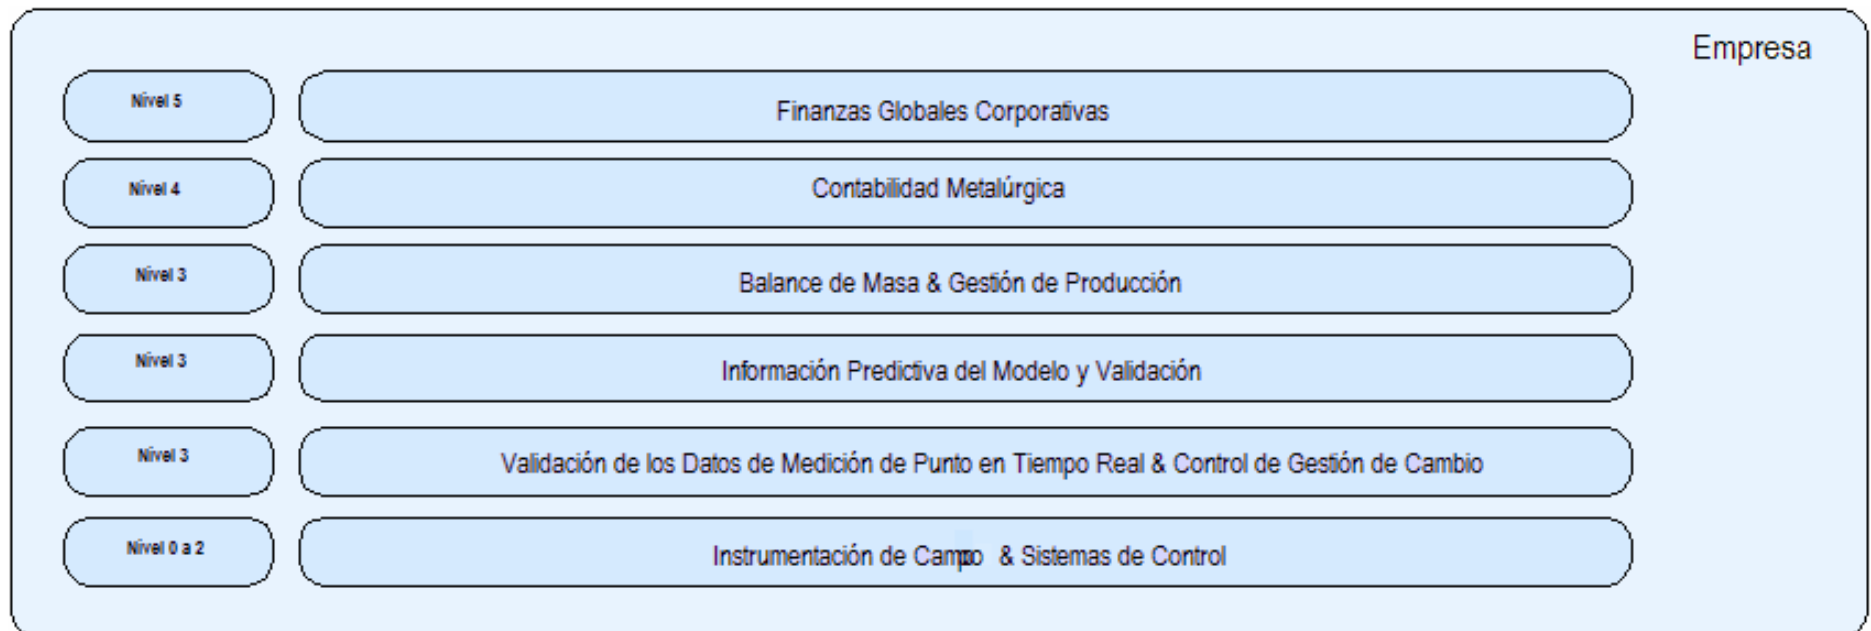 Empresa
Nivel 5
Finanzas Globales Corporativas
Nivel 4
Contabilidad Metalúrgica
Nivel 3
Balance de Masa & Gestión de Producción
Nivel 3
Información Predictiva del Modelo y Validación
Nivel 3
Validación de los Datos de Medición de Punto en Tiempo Real & Control de Gestión de Cambio
Nivel 0 a 2
Instrumentación de Campo & Sistemas de Control